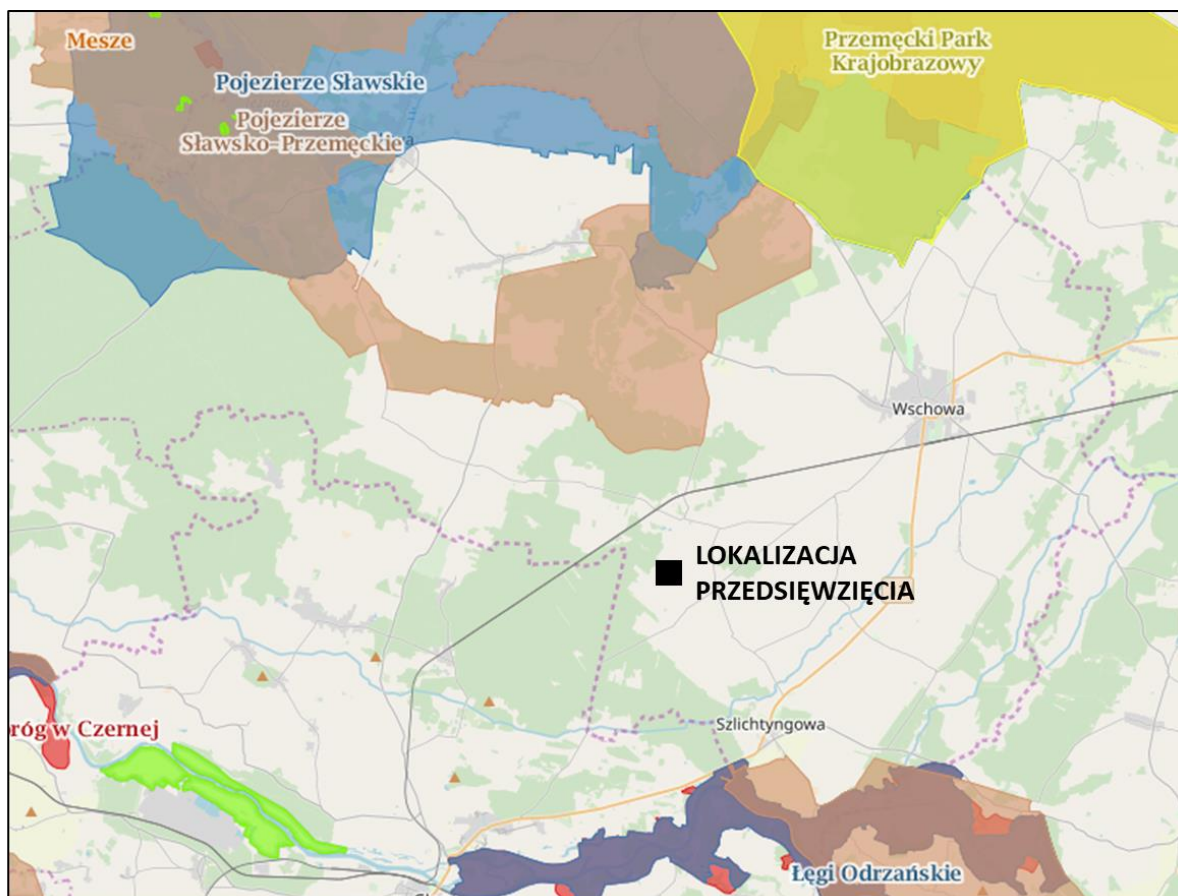 Mesze
Przemęcki Park
Krajobrazowy
Pojezierze Sławskie
Pojezierze
Sławsko-Przemęckie
Wschowa
LOKALIZACJA
PRZEDSIĘWZIĘCIA
Szlichtyngowa
róg w Czernej
Łęgi Odrzańskie